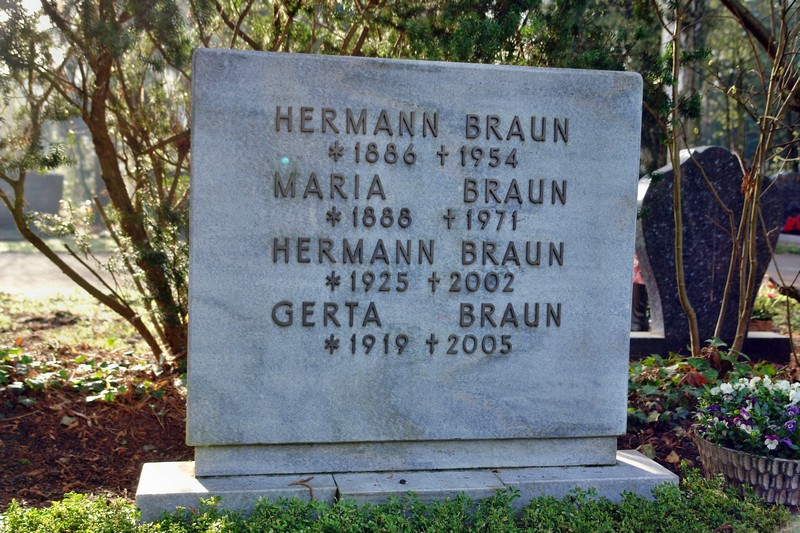 HERMANN BRAUN
*1886 †1954
MARIA BRAUN
*1888 †1971
HERMANN BRAUN
*1925 †2002
GERTA BRAUN
*1919 †2005